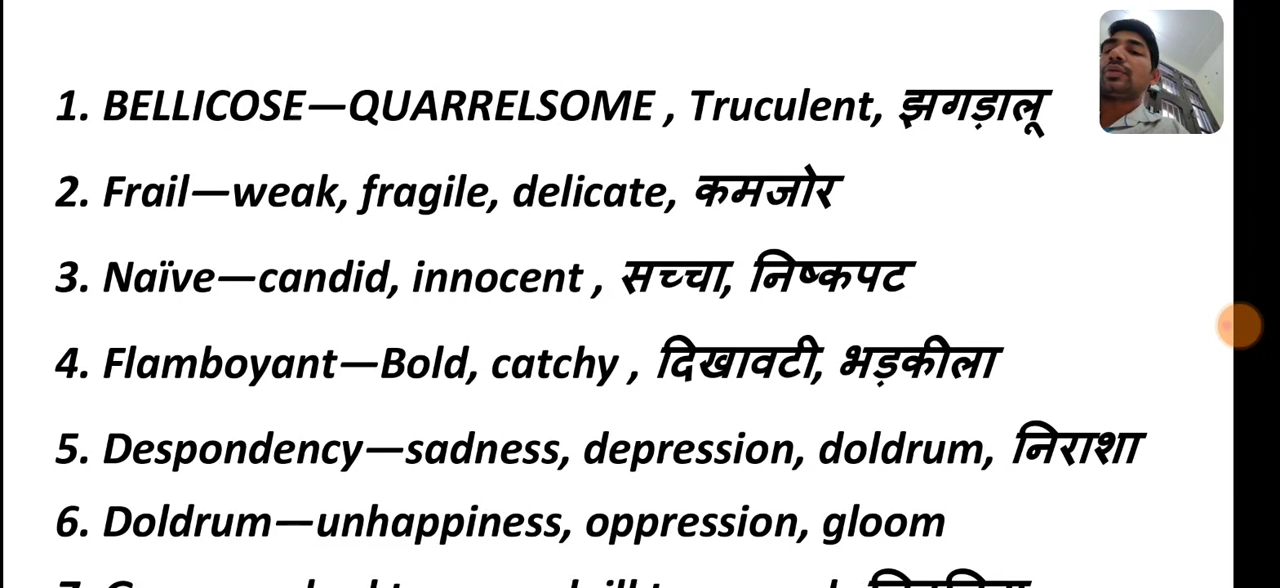 1. BELLICOSE—QUARRELSOME , Truculent, झगड़ालू
2. Frail—weak, fragile, delicate, कमजोर
3. Naïve—candid, innocent , सच्चा, निष्कपट
4. Flamboyant—Bold, catchy , दिखावटी, भड़कीला
5. Despondency—sadness, depression, doldrum, निराशा
6. Doldrum—unhappiness, oppression, gloom